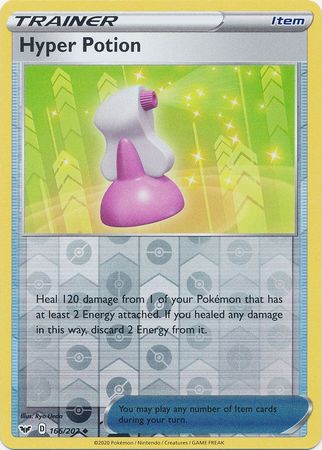 TRAINER Item
Hyper Potion
Heal 120 damage from 1 of your Pokémon that has
at least 2 Energy attached. If you healed any damage
in this way, discard 2 Energy from it.
Illus. Ryo Ueda
D 166/202
You may play any number of Item cards
during your turn.
©2020 Pokémon / Nintendo / Creatures / GAME FREAK